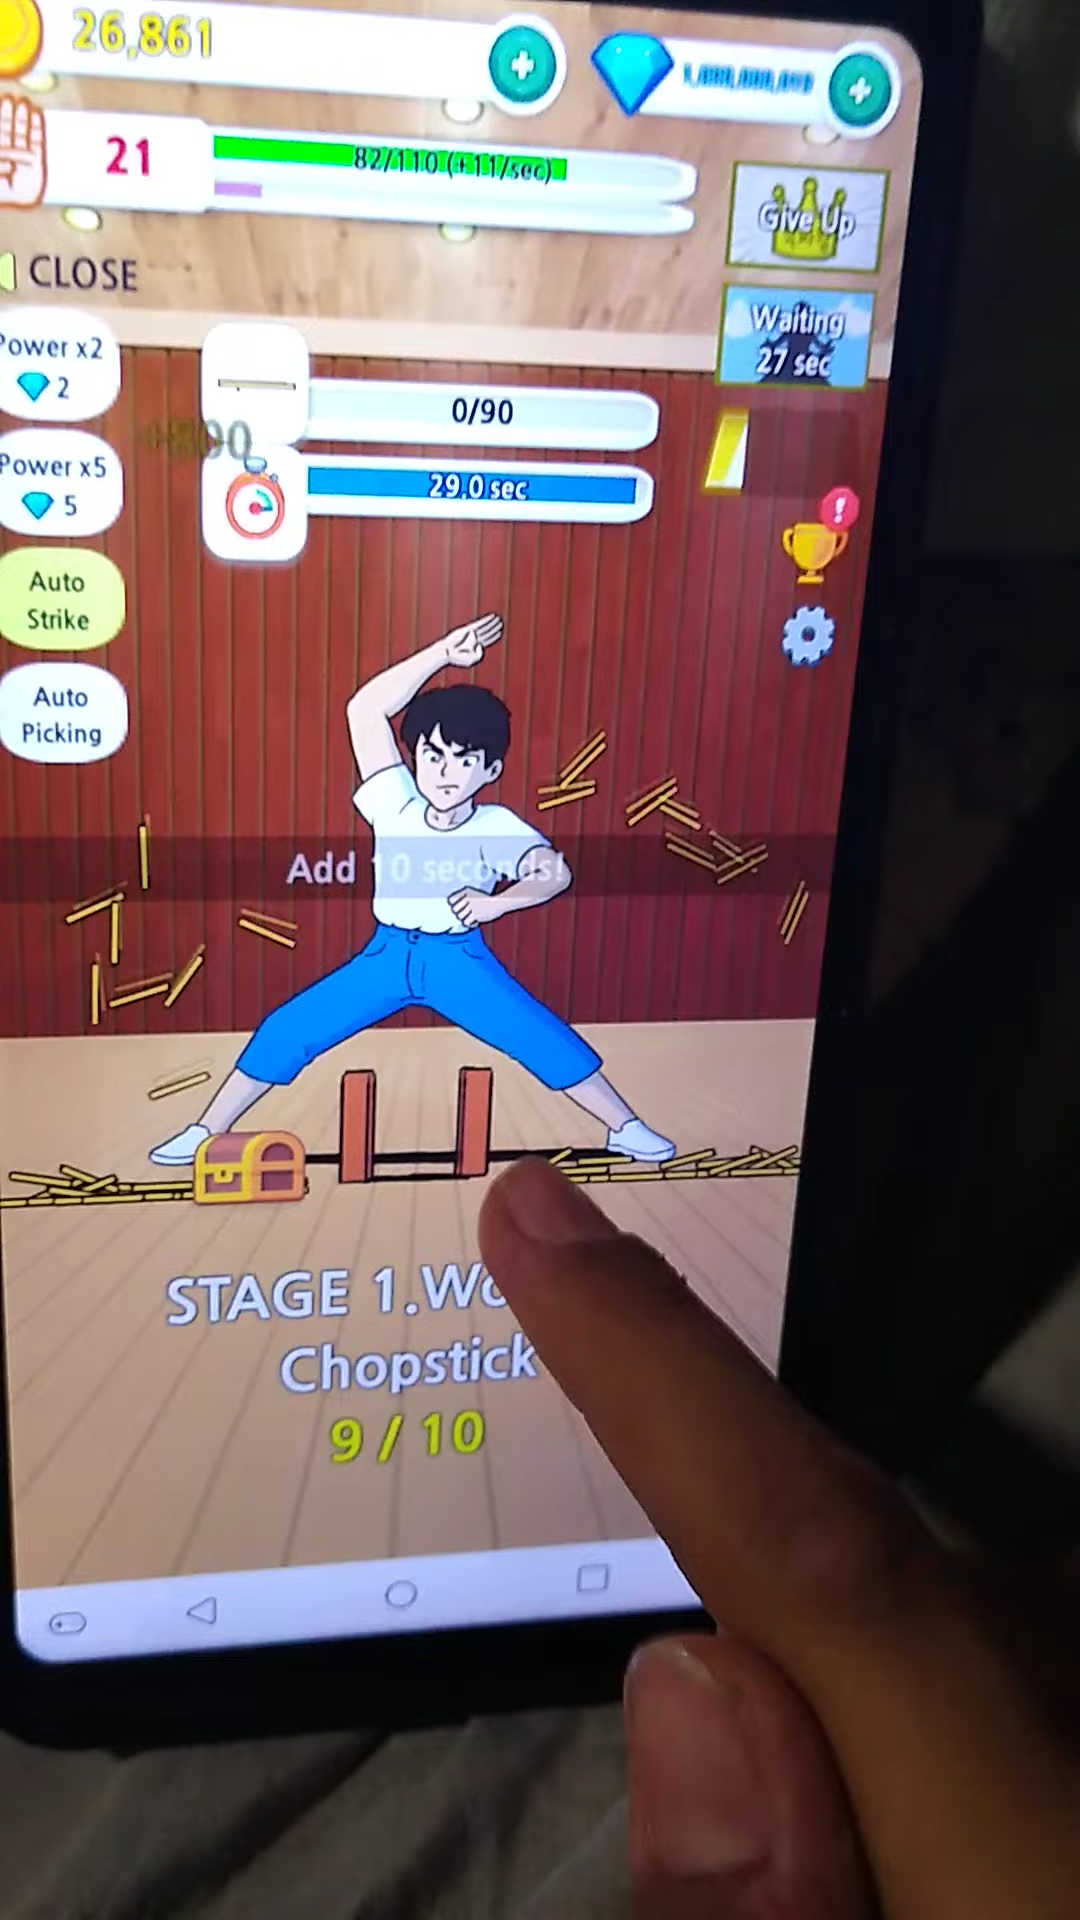 26,861
21
82/110 (+11/sec)
Give Up
CLOSE
Waiting
27 sec
Power x2
2
0/90
Power x5
5
29.0 sec
!
Auto
Strike
Auto
Picking
Add 10 seconds!
STAGE 1.Wo
Chopstick
9 / 10